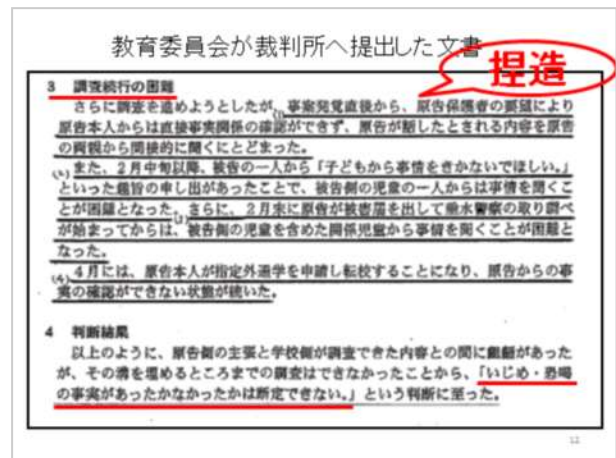 教育委員会が裁判所へ提出した文書
捏造
3 調査続行の困難
さらに調査を進めようとしたが、事案発覚直後から、原告保護者の要望により
原告本人からは直接事実関係の確認ができず、原告が話したとされる内容を原告
の両親から間接的に聞くにとどまった。
また、2月中旬以降、被告の一人から「子どもから事情をきかないでほしい。」
といった趣旨の申し出があったことで、被告側の児童の一人からは事情を聞くこ
とが困難となった。さらに、2月末に原告が被害届を出して垂水警察の取り調べ
が始まってからは、被告側の児童を含めた関係児童から事情を聞くことが困難と
なった。
(4) 4月には、原告本人が指定外通学を申請し転校することになり、原告からの事
実の確認ができない状態が続いた。
4 判断結果
以上のように、原告側の主張と学校側が調査できた内容との間に齟齬があった
が、その溝を埋めるところまでの調査はできなかったことから、「いじめ・恐喝
の事実があったかなかったかは断定できない。」という判断に至った。
12